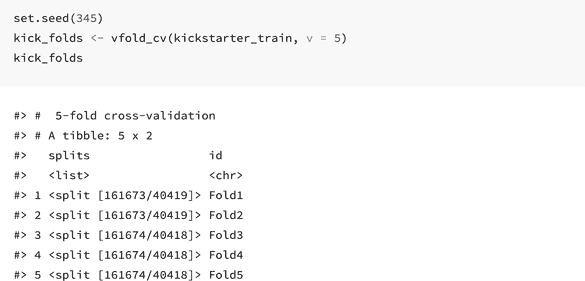 set.seed(345)
kick_folds <- vfold_cv(kickstarter_train, v = 5)
kick_folds
#> #  5-fold cross-validation
#> # A tibble: 5 x 2
#>   splits                 id
#>   <list>                 <chr>
#> 1 <split [161673/40419]> Fold1
#> 2 <split [161673/40419]> Fold2
#> 3 <split [161674/40418]> Fold3
#> 4 <split [161674/40418]> Fold4
#> 5 <split [161674/40418]> Fold5